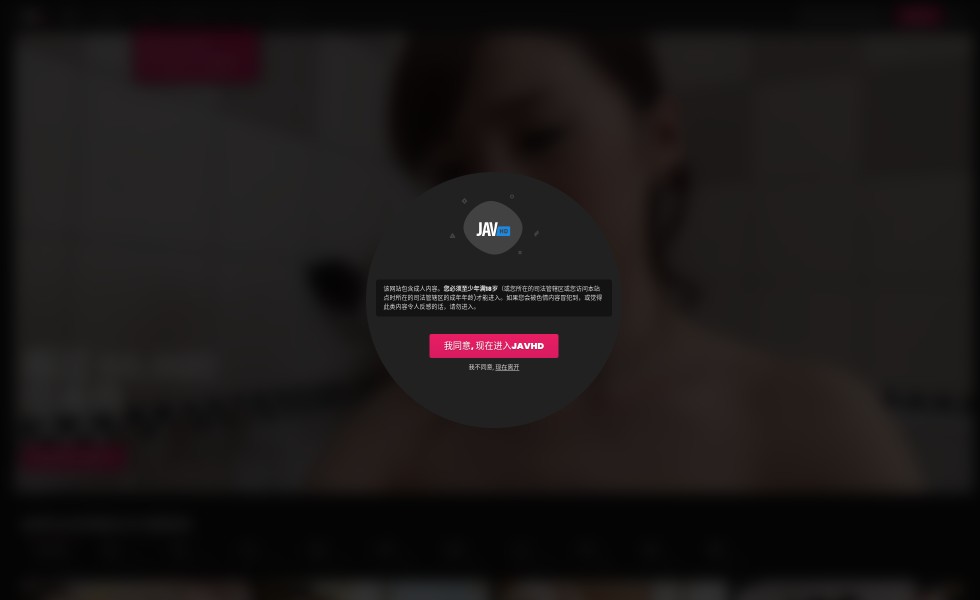 JAV HD
该网站包含成人内容。您必须至少年满18岁（或您所在的司法管辖区或您访问本站
点时所在的司法管辖区的成年年龄)才能进入。如果您会被色情内容冒犯到，或觉得
此类内容令人反感的话，请勿进入。
我同意, 现在进入JAVHD
我不同意, 现在离开